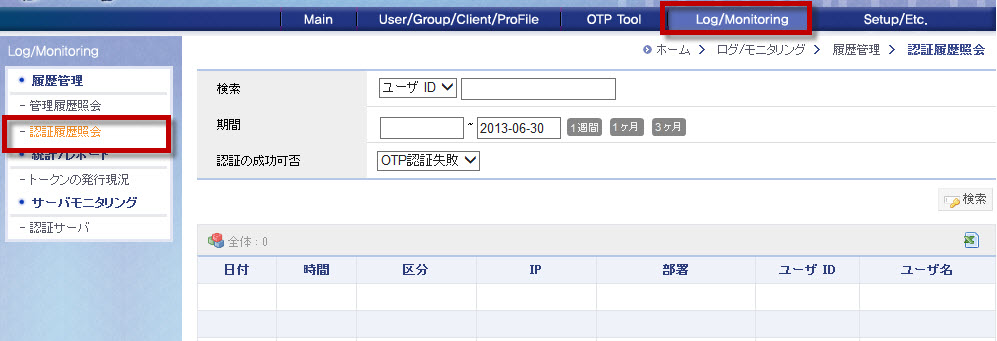 Main User/Group/Client/ProFile OTP Tool Log/Monitoring Setup/Etc.
Log/Monitoring
ホーム > ログ/モニタリング > 履歴管理 > 認証履歴照会
履歴管理
- 管理履歴照会
- 認証履歴照会
統計/レポート
- トークンの発行現況
サーバモニタリング
- 認証サーバ
検索 ユーザ ID
期間 ~ 2013-06-30 1週間 1ヶ月 3ヶ月
認証の成功可否 OTP認証失敗
検索
全体 : 0
日付 時間 区分 IP 部署 ユーザ ID ユーザ名